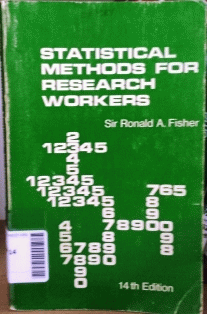 STATISTICAL
METHODS FOR
RESEARCH
WORKERS
Sir Ronald A. Fisher
2
12345
4
5
12345
12345 765
12345 8
6 9
4 78900
5 8 9
6789 8
7890
9
0
14th Edition